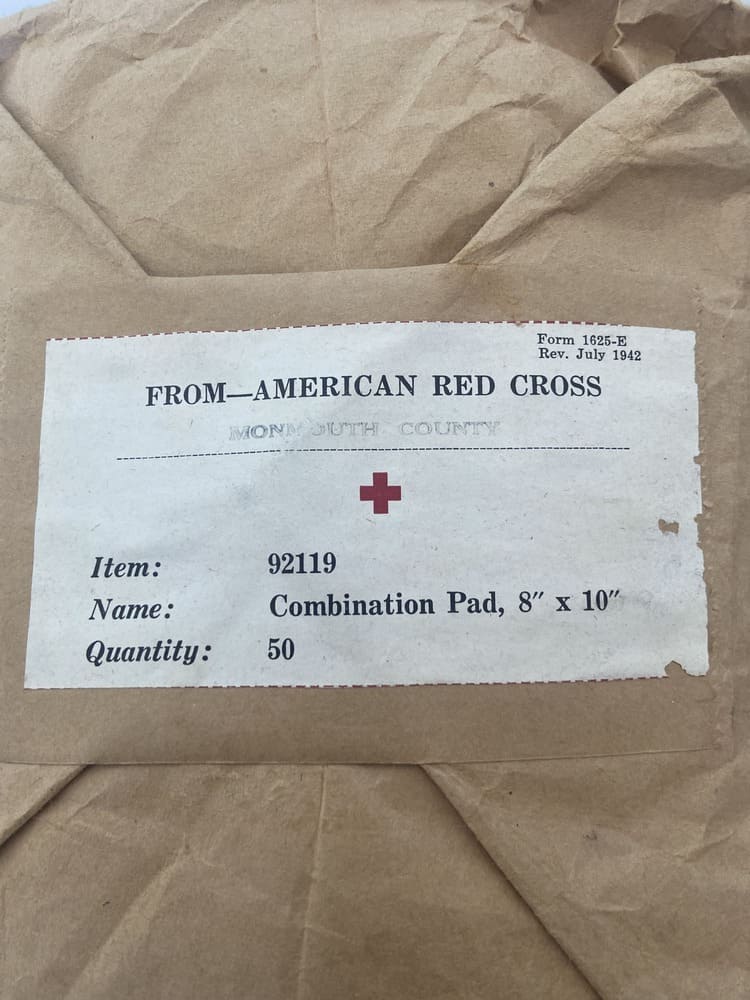 Form 1625-E
Rev. July 1942
FROM—AMERICAN RED CROSS
MONMOUTH COUNTY
Item: 92119
Name: Combination Pad, 8″ x 10″
Quantity: 50